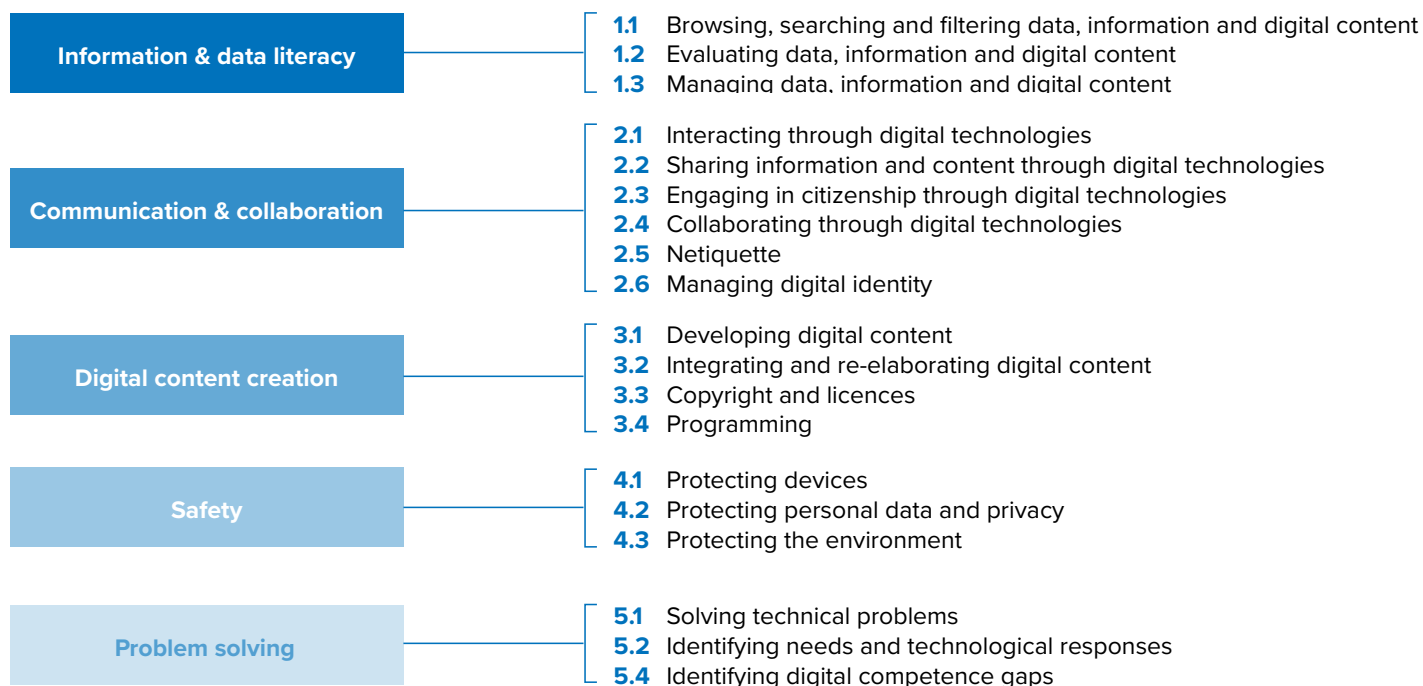 Information & data literacy
1.1 Browsing, searching and filtering data, information and digital content
1.2 Evaluating data, information and digital content
1.3 Managing data, information and digital content
Communication & collaboration
2.1 Interacting through digital technologies
2.2 Sharing information and content through digital technologies
2.3 Engaging in citizenship through digital technologies
2.4 Collaborating through digital technologies
2.5 Netiquette
2.6 Managing digital identity
Digital content creation
3.1 Developing digital content
3.2 Integrating and re-elaborating digital content
3.3 Copyright and licences
3.4 Programming
Safety
4.1 Protecting devices
4.2 Protecting personal data and privacy
4.3 Protecting the environment
Problem solving
5.1 Solving technical problems
5.2 Identifying needs and technological responses
5.4 Identifying digital competence gaps